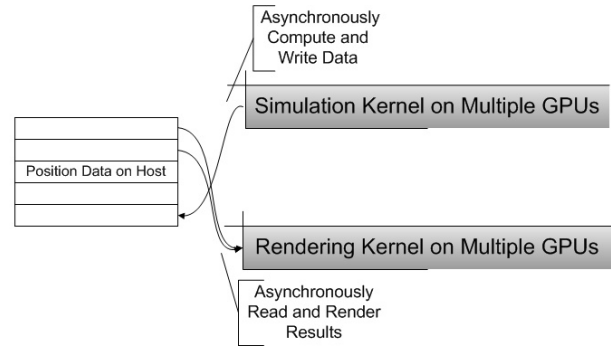 Asynchronously
Compute and
Write Data
Simulation Kernel on Multiple GPUs
Position Data on Host
Rendering Kernel on Multiple GPUs
Asynchronously
Read and Render
Results